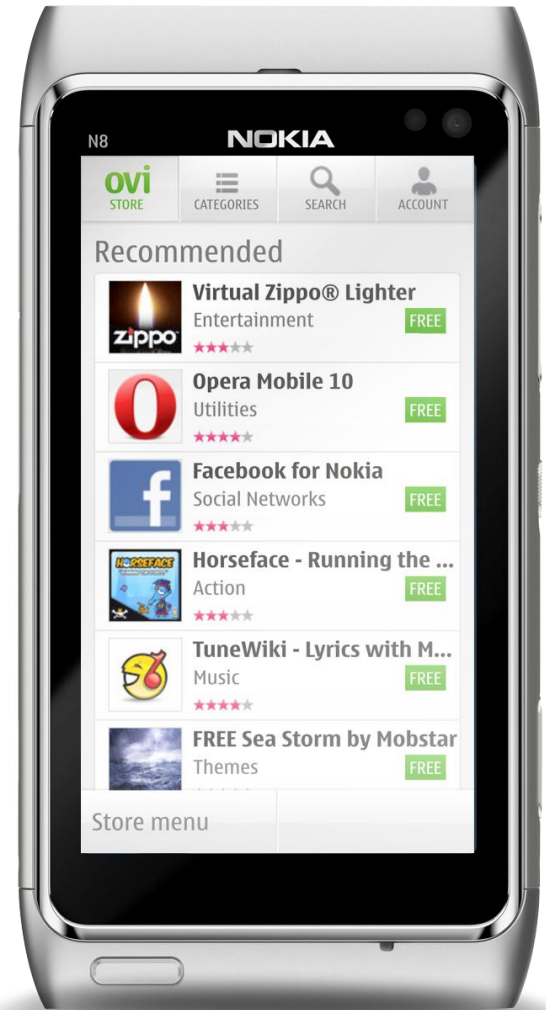 N8
NOKIA
ovi
STORE
CATEGORIES
SEARCH
ACCOUNT
Recommended
zippo
Virtual Zippo® Lighter
Entertainment
FREE
Opera Mobile 10
Utilities
FREE
f
Facebook for Nokia
Social Networks
FREE
HORSEFACE
Horseface - Running the ...
Action
FREE
TuneWiki - Lyrics with M...
Music
FREE
FREE Sea Storm by Mobstar
Themes
FREE
Store menu